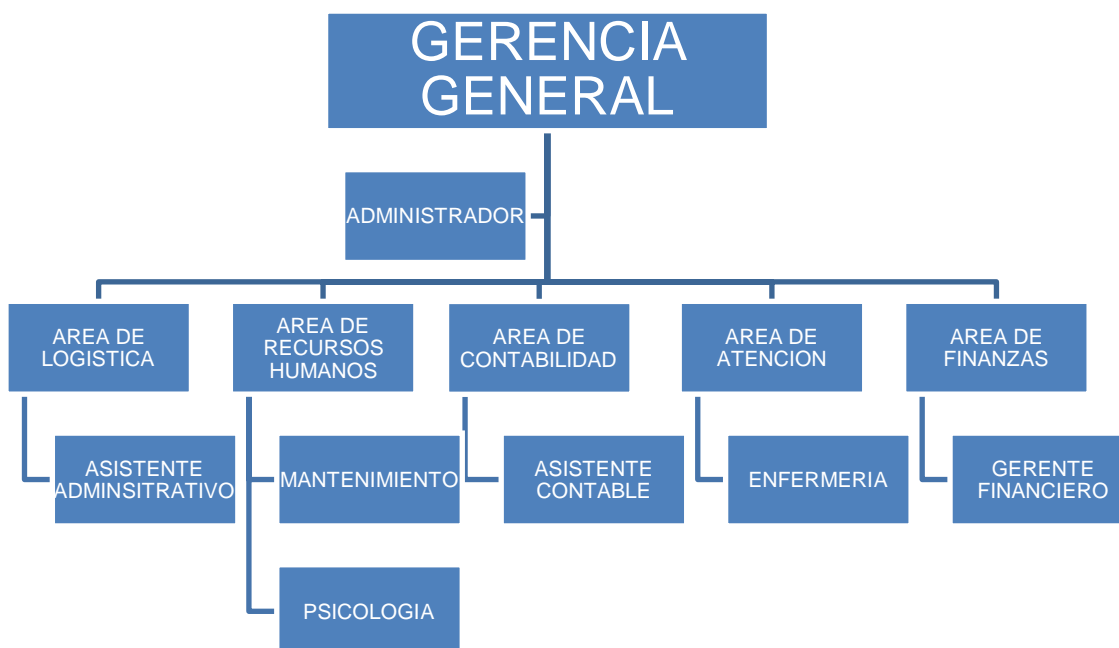 GERENCIA
GENERAL
ADMINISTRADOR
AREA DE
LOGISTICA
AREA DE
RECURSOS
HUMANOS
AREA DE
CONTABILIDAD
AREA DE
ATENCION
AREA DE
FINANZAS
ASISTENTE
ADMINSITRATIVO
MANTENIMIENTO
ASISTENTE
CONTABLE
ENFERMERIA
GERENTE
FINANCIERO
PSICOLOGIA